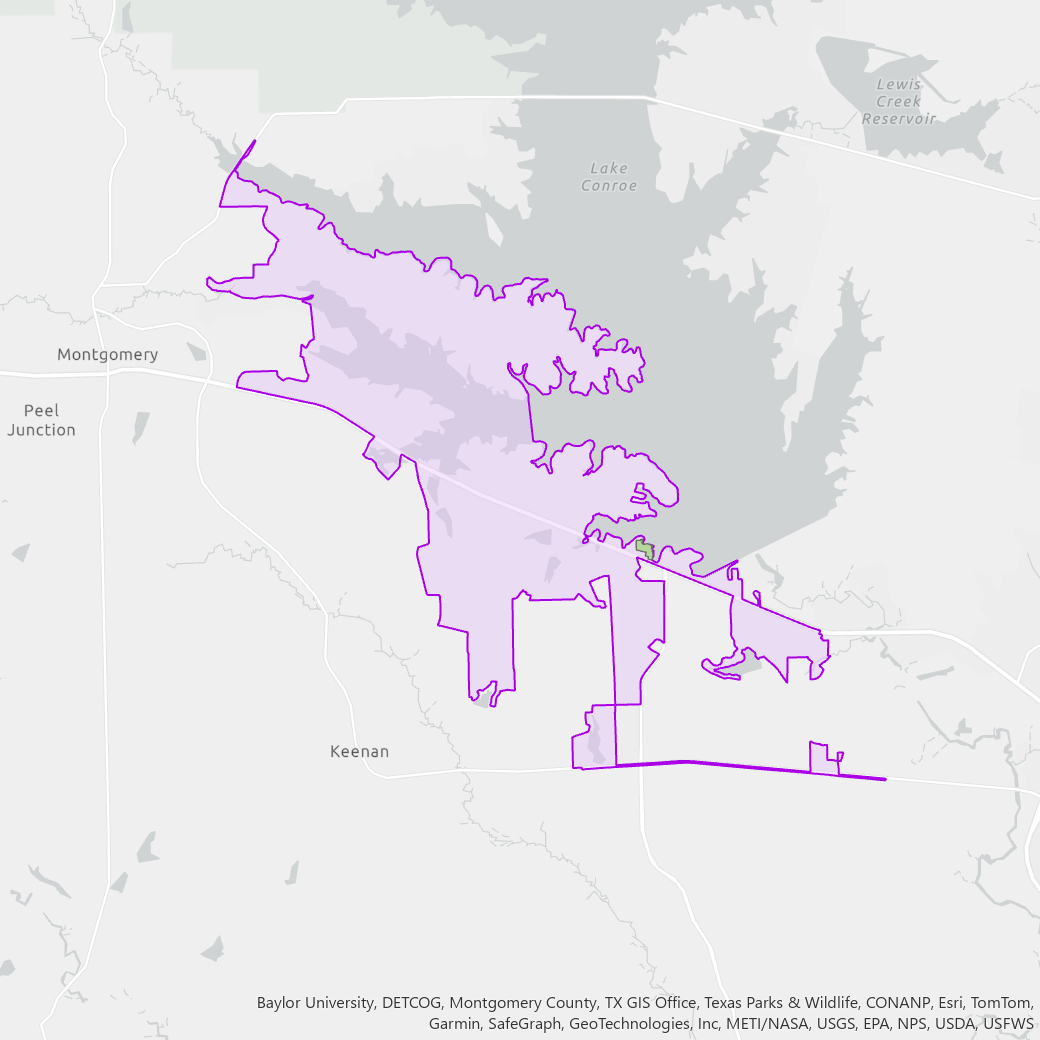 Lewis
Creek
Reservoir
Lake
Conroe
Montgomery
Peel
Junction
Keenan
Baylor University, DETCOG, Montgomery County, TX GIS Office, Texas Parks & Wildlife, CONANP, Esri, TomTom,
Garmin, SafeGraph, GeoTechnologies, Inc, METI/NASA, USGS, EPA, NPS, USDA, USFWS